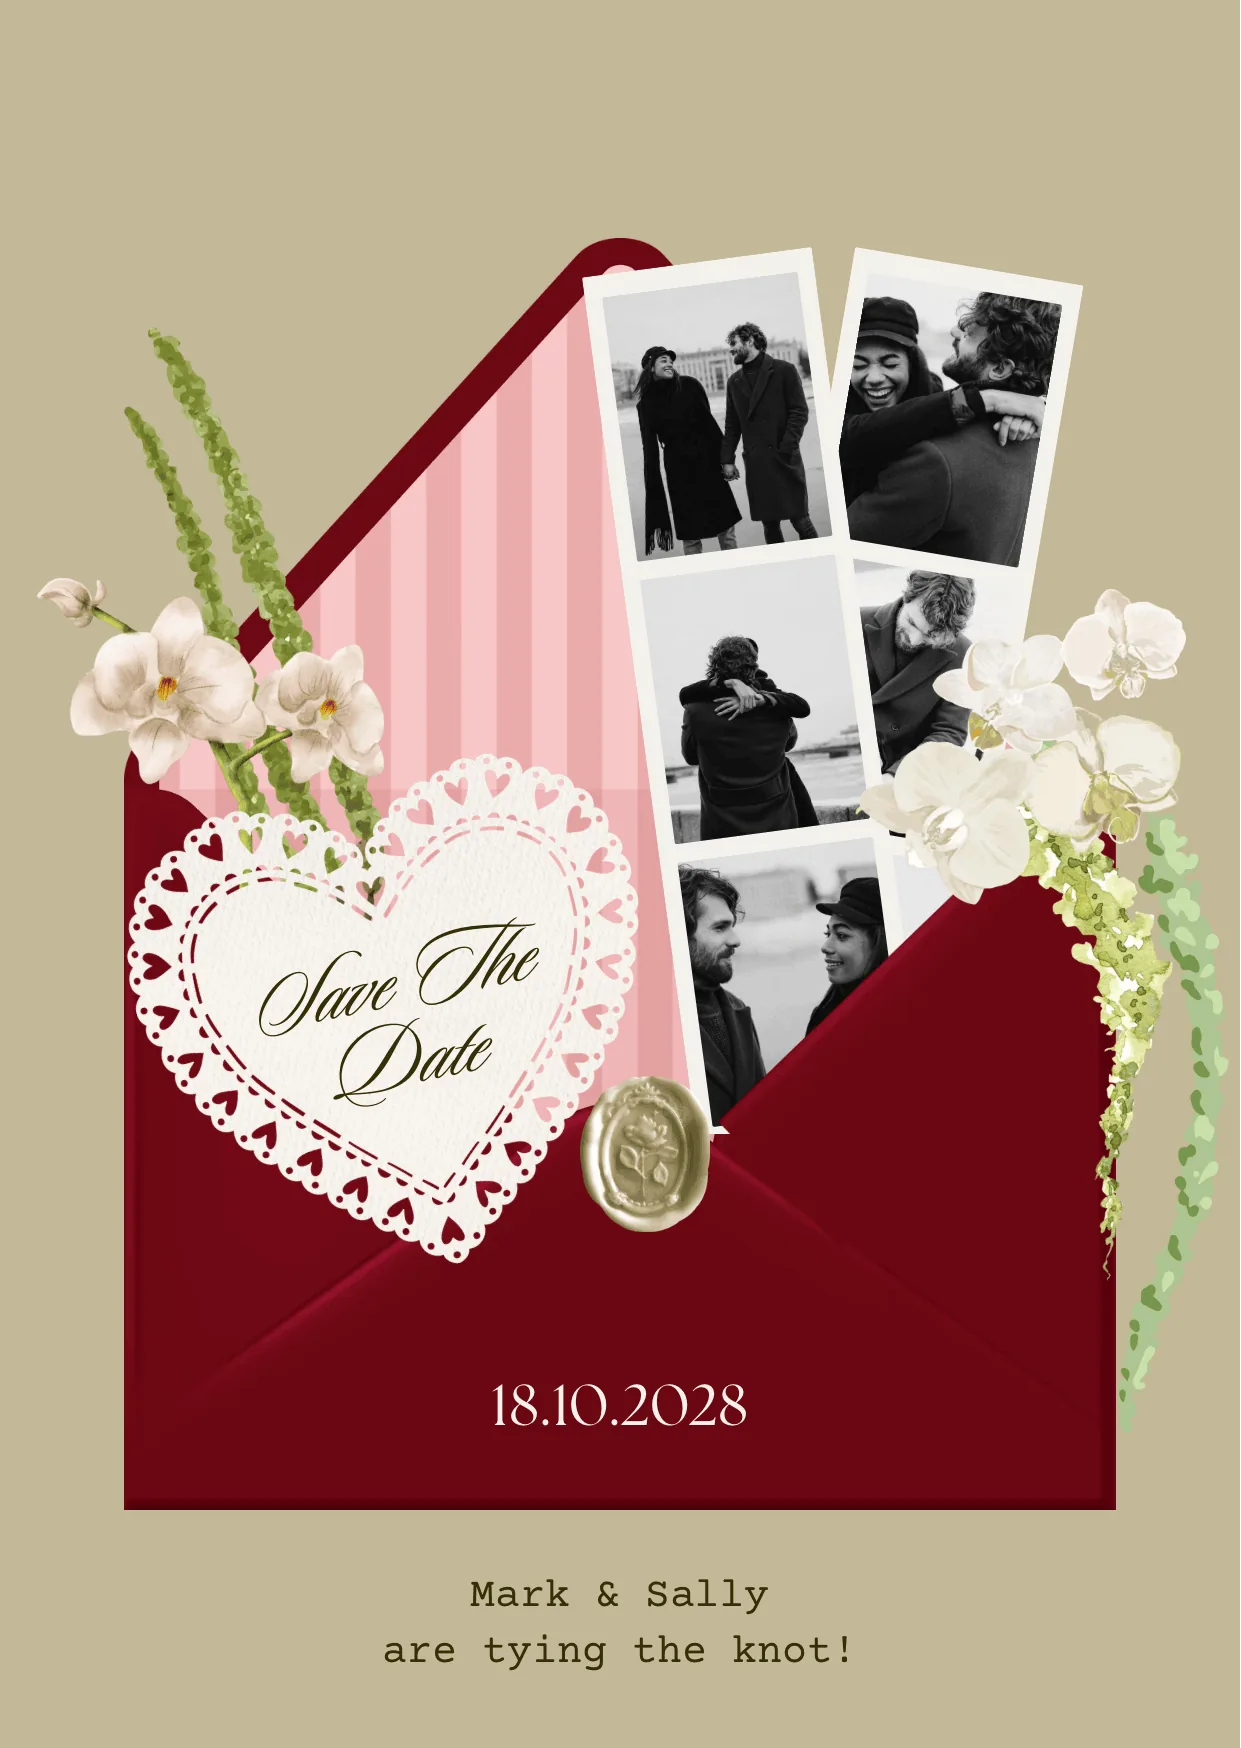 Save The
Date
18.10.2028
Mark & Sally
are tying the knot!